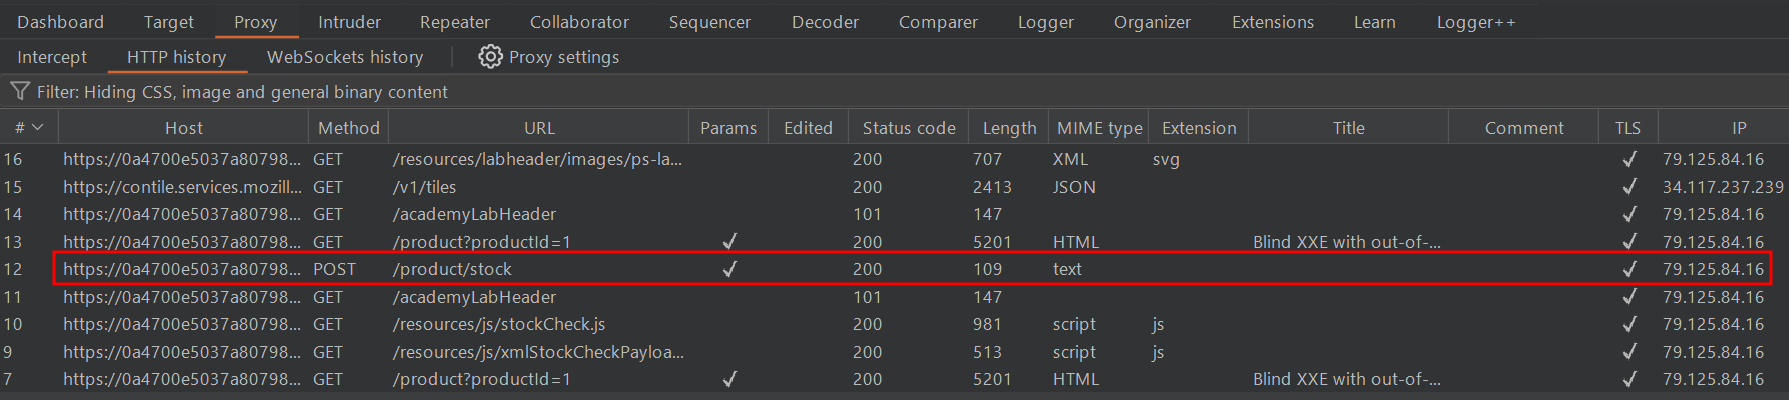 Dashboard Target Proxy Intruder Repeater Collaborator Sequencer Decoder Comparer Logger Organizer Extensions Learn Logger++
Intercept HTTP history WebSockets history Proxy settings
Filter: Hiding CSS, image and general binary content
# Host Method URL Params Edited Status code Length MIME type Extension Title Comment TLS IP
16 https://0a4700e5037a80798... GET /resources/labheader/images/ps-la... 200 707 XML svg ✓ 79.125.84.16
15 https://contile.services.mozill... GET /v1/tiles 200 2413 JSON ✓ 34.117.237.239
14 https://0a4700e5037a80798... GET /academyLabHeader 101 147 ✓ 79.125.84.16
13 https://0a4700e5037a80798... GET /product?productId=1 ✓ 200 5201 HTML Blind XXE with out-of-... ✓ 79.125.84.16
12 https://0a4700e5037a80798... POST /product/stock ✓ 200 109 text ✓ 79.125.84.16
11 https://0a4700e5037a80798... GET /academyLabHeader 101 147 ✓ 79.125.84.16
10 https://0a4700e5037a80798... GET /resources/js/stockCheck.js 200 981 script js ✓ 79.125.84.16
9 https://0a4700e5037a80798... GET /resources/js/xmlStockCheckPayloa... 200 513 script js ✓ 79.125.84.16
7 https://0a4700e5037a80798... GET /product?productId=1 ✓ 200 5201 HTML Blind XXE with out-of-... ✓ 79.125.84.16